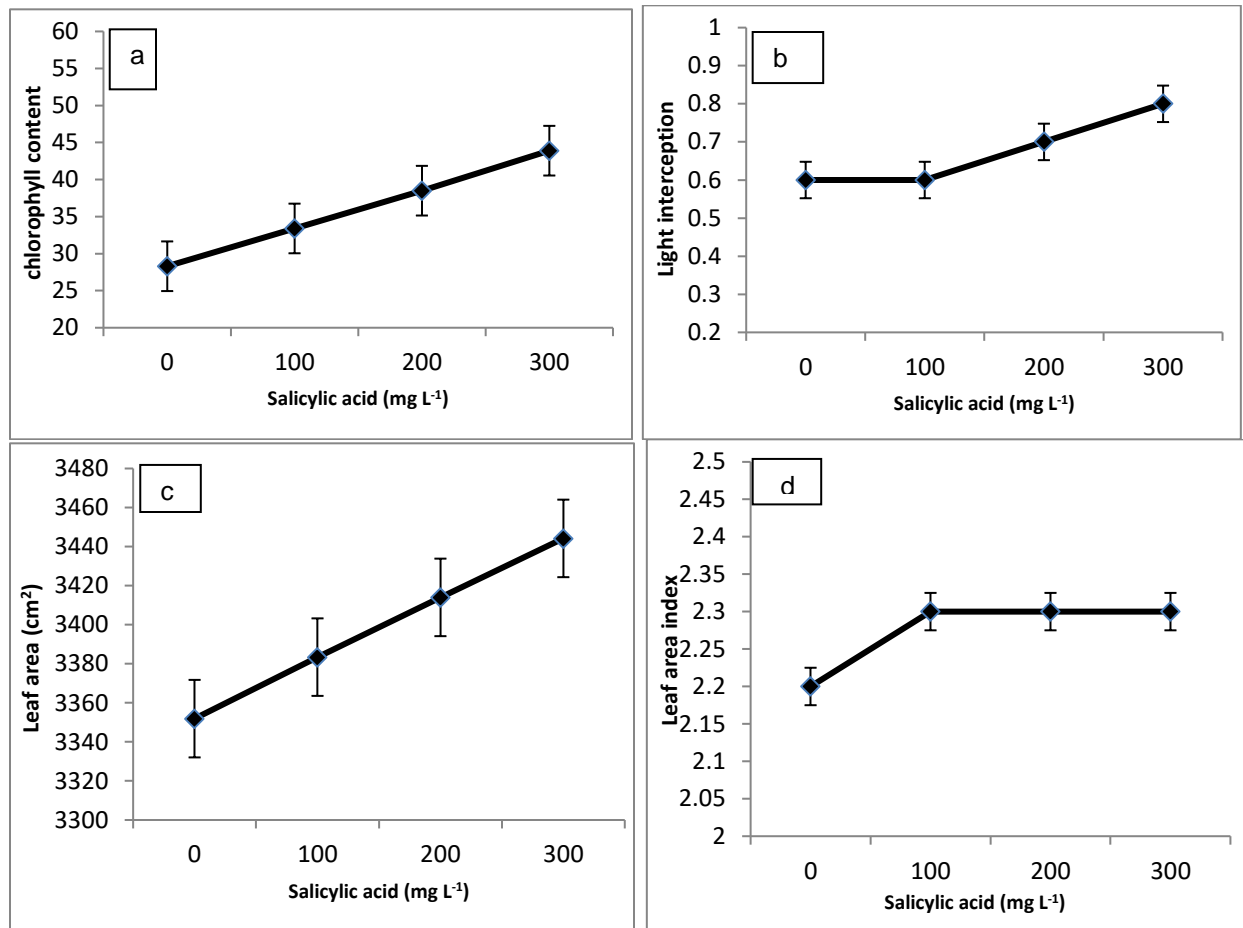 a
chlorophyll content
60
55
50
45
40
35
30
25
20
0 100 200 300
Salicylic acid (mg L-1)
b
Light interception
1
0.9
0.8
0.7
0.6
0.5
0.4
0.3
0.2
0 100 200 300
Salicylic acid (mg L-1)
c
Leaf area (cm2)
3480
3460
3440
3420
3400
3380
3360
3340
3320
3300
0 100 200 300
Salicylic acid (mg L-1)
d
Leaf area index
2.5
2.45
2.4
2.35
2.3
2.25
2.2
2.15
2.1
2.05
2
0 100 200 300
Salicylic acid (mg L-1)